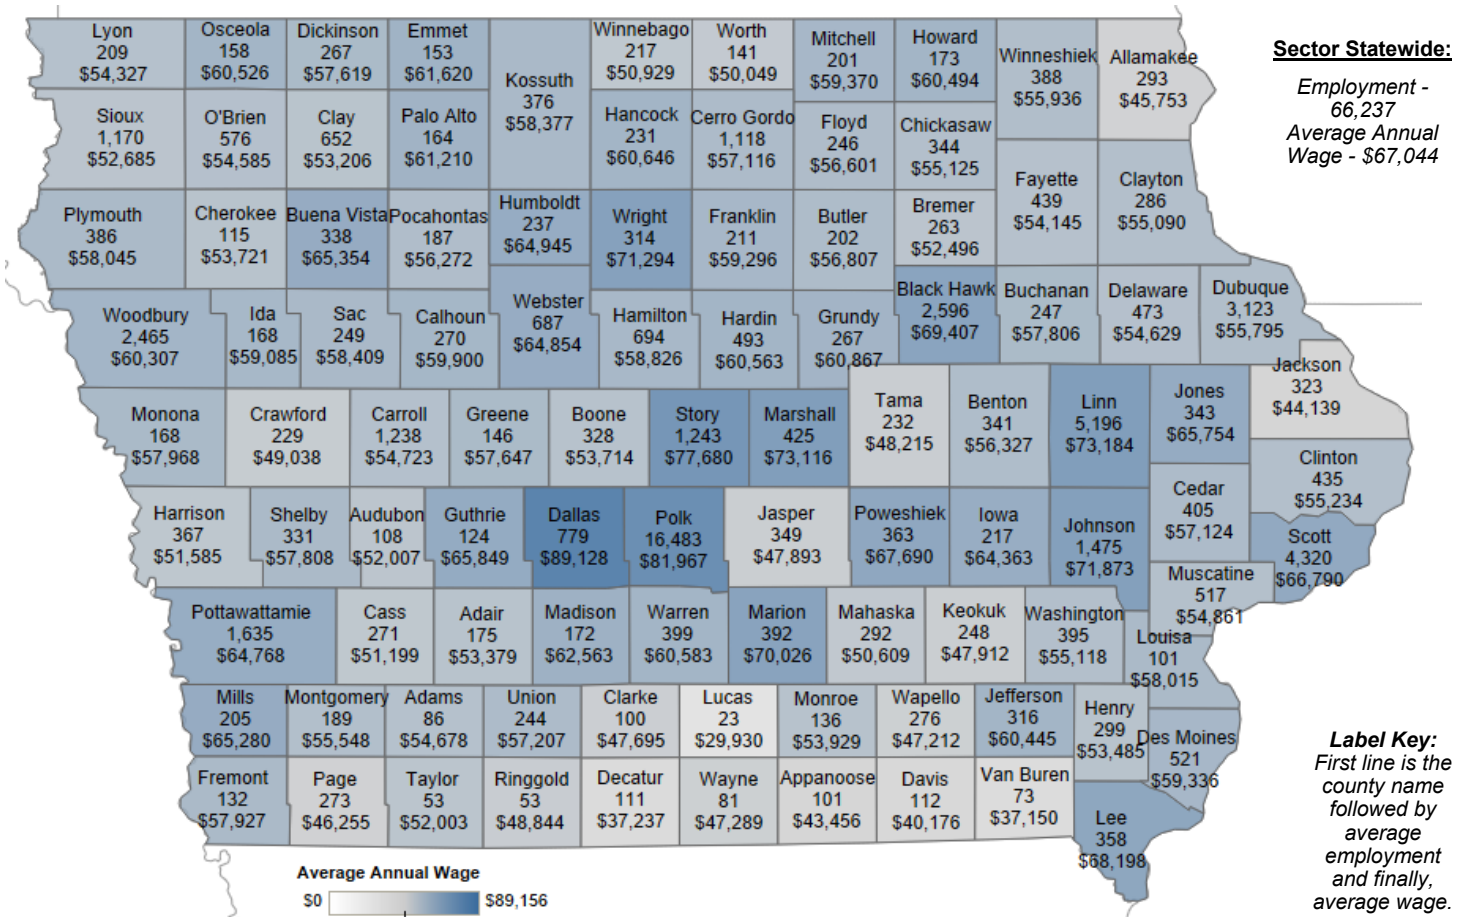 Lyon
209
$54,327
Osceola
158
$60,526
Dickinson
267
$57,619
Emmet
153
$61,620
Kossuth
376
$58,377
Winnebago
217
$50,929
Worth
141
$50,049
Mitchell
201
$59,370
Howard
173
$60,494
Winneshiek
388
$55,936
Allamakee
293
$45,753
Sector Statewide:
Employment -
66,237
Average Annual
Wage - $67,044
Sioux
1,170
$52,685
O'Brien
576
$54,585
Clay
652
$53,206
Palo Alto
164
$61,210
Hancock
231
$60,646
Cerro Gordo
1,118
$57,116
Floyd
246
$56,601
Chickasaw
344
$55,125
Fayette
439
$54,145
Clayton
286
$55,090
Plymouth
386
$58,045
Cherokee
115
$53,721
Buena Vista
338
$65,354
Pocahontas
187
$56,272
Humboldt
237
$64,945
Wright
314
$71,294
Franklin
211
$59,296
Butler
202
$56,807
Bremer
263
$52,496
Woodbury
2,465
$60,307
Ida
168
$59,085
Sac
249
$58,409
Calhoun
270
$59,900
Webster
687
$64,854
Hamilton
694
$58,826
Hardin
493
$60,563
Grundy
267
$60,867
Black Hawk
2,596
$69,407
Buchanan
247
$57,806
Delaware
473
$54,629
Dubuque
3,123
$55,795
Jackson
323
$44,139
Monona
168
$57,968
Crawford
229
$49,038
Carroll
1,238
$54,723
Greene
146
$57,647
Boone
328
$53,714
Story
1,243
$77,680
Marshall
425
$73,116
Tama
232
$48,215
Benton
341
$56,327
Linn
5,196
$73,184
Jones
343
$65,754
Clinton
435
$55,234
Harrison
367
$51,585
Shelby
331
$57,808
Audubon
108
$52,007
Guthrie
124
$65,849
Dallas
779
$89,128
Polk
16,483
$81,967
Jasper
349
$47,893
Poweshiek
363
$67,690
Iowa
217
$64,363
Johnson
1,475
$71,873
Cedar
405
$57,124
Scott
4,320
$66,790
Muscatine
517
$54,861
Pottawattamie
1,635
$64,768
Cass
271
$51,199
Adair
175
$53,379
Madison
172
$62,563
Warren
399
$60,583
Marion
392
$70,026
Mahaska
292
$50,609
Keokuk
248
$47,912
Washington
395
$55,118
Louisa
101
$58,015
Mills
205
$65,280
Montgomery
189
$55,548
Adams
86
$54,678
Union
244
$57,207
Clarke
100
$47,695
Lucas
23
$29,930
Monroe
136
$53,929
Wapello
276
$47,212
Jefferson
316
$60,445
Henry
299
$53,485
Des Moines
521
$59,336
Fremont
132
$57,927
Page
273
$46,255
Taylor
53
$52,003
Ringgold
53
$48,844
Decatur
111
$37,237
Wayne
81
$47,289
Appanoose
101
$43,456
Davis
112
$40,176
Van Buren
73
$37,150
Lee
358
$68,198
Label Key:
First line is the
county name
followed by
average
employment
and finally,
average wage.
Average Annual Wage
$0
$89,156